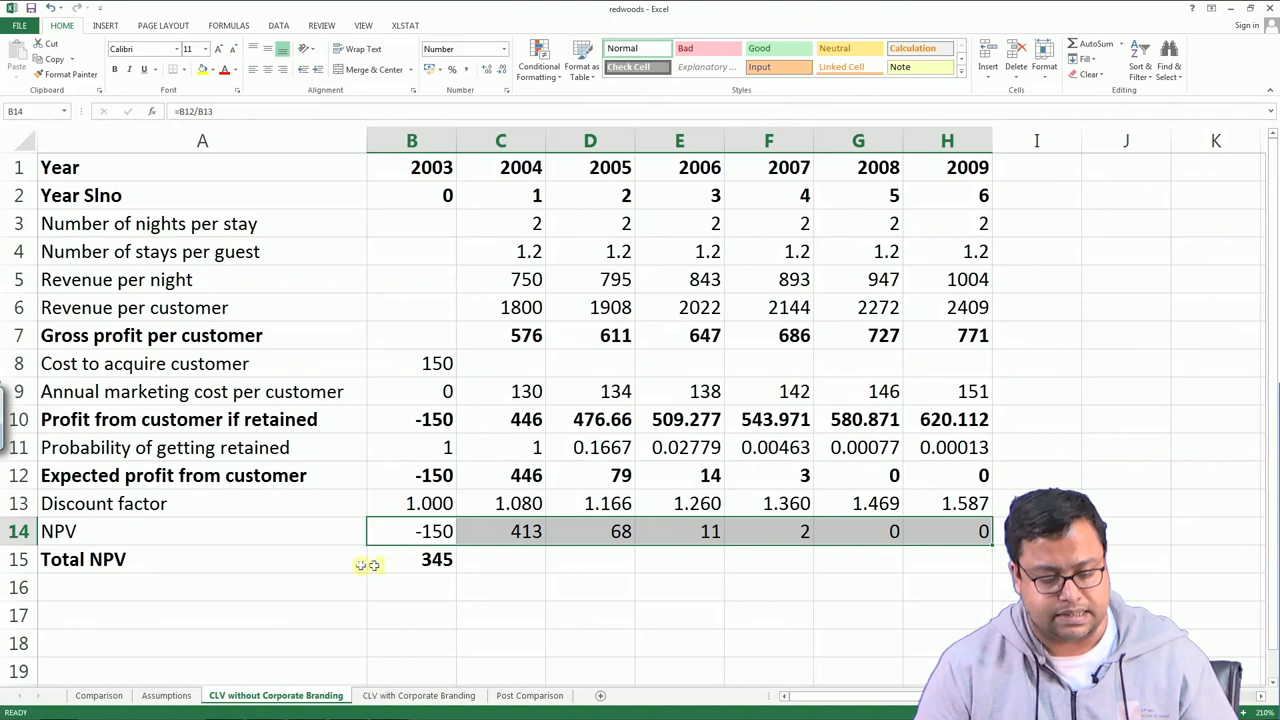 redwoods - Excel
Sign in
FILE HOME INSERT PAGE LAYOUT FORMULAS DATA REVIEW VIEW XLSTAT
Paste
Cut
Copy
Format Painter
Clipboard
Calibri 11
Font
Wrap Text
Merge & Center
Alignment
Number
Number
Conditional Formatting
Format as Table
Normal Bad Good Neutral Calculation
Check Cell Explanatory ... Input Linked Cell Note
Styles
Insert Delete Format
Cells
AutoSum
Fill
Clear
Sort & Filter
Find & Select
Editing
B14 =B12/B13
A B C D E F G H I J K
1 Year 2003 2004 2005 2006 2007 2008 2009
2 Year Slno 0 1 2 3 4 5 6
3 Number of nights per stay 2 2 2 2 2 2
4 Number of stays per guest 1.2 1.2 1.2 1.2 1.2 1.2
5 Revenue per night 750 795 843 893 947 1004
6 Revenue per customer 1800 1908 2022 2144 2272 2409
7 Gross profit per customer 576 611 647 686 727 771
8 Cost to acquire customer 150
9 Annual marketing cost per customer 0 130 134 138 142 146 151
10 Profit from customer if retained -150 446 476.66 509.277 543.971 580.871 620.112
11 Probability of getting retained 1 1 0.1667 0.02779 0.00463 0.00077 0.00013
12 Expected profit from customer -150 446 79 14 3 0 0
13 Discount factor 1.000 1.080 1.166 1.260 1.360 1.469 1.587
14 NPV -150 413 68 11 2 0 0
15 Total NPV 345
16
17
18
19
Comparison Assumptions CLV without Corporate Branding CLV with Corporate Branding Post Comparison
READY 210%